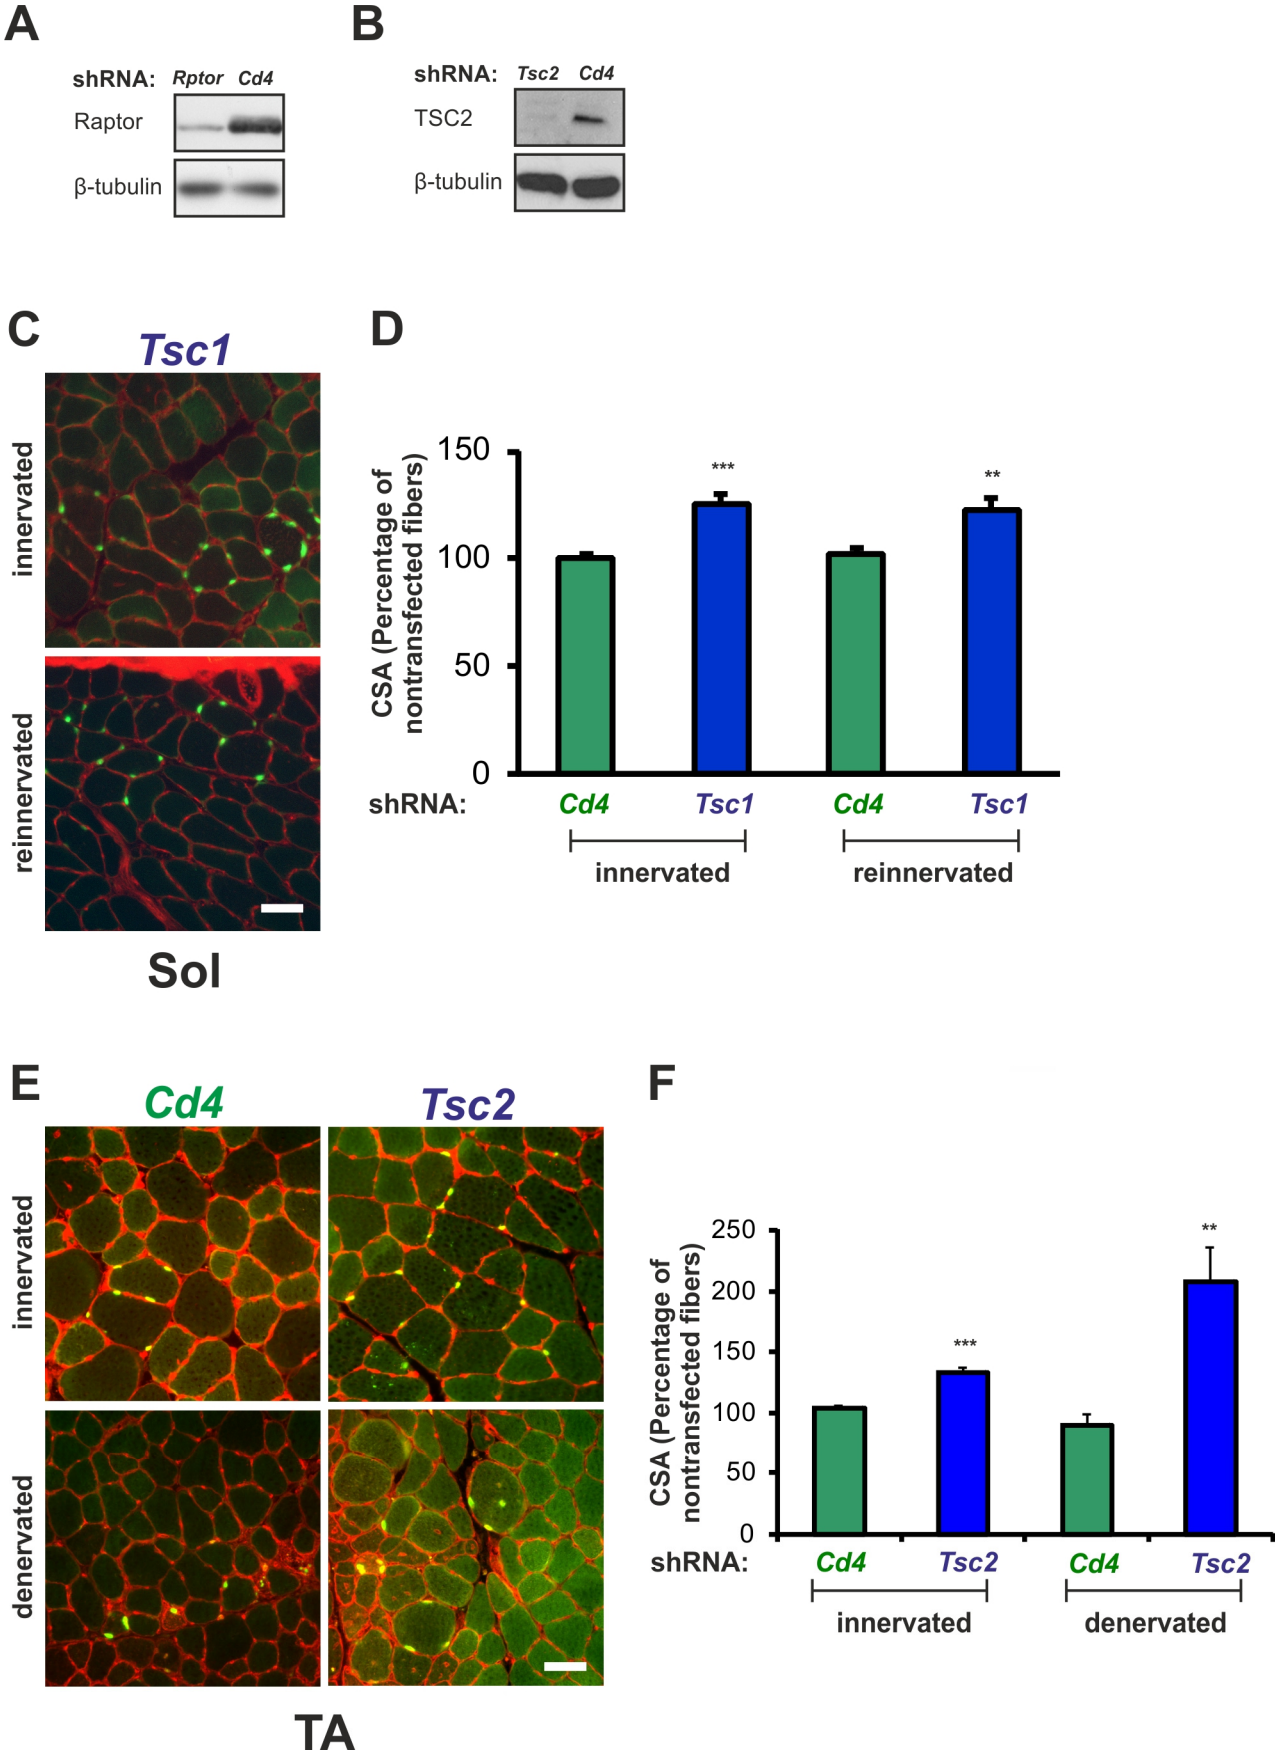 A
shRNA: Rptor Cd4
Raptor
β-tubulin
B
shRNA: Tsc2 Cd4
TSC2
β-tubulin
C
Tsc1
innervated
reinnervated
Sol
D
CSA (Percentage of
nontransfected fibers)
150
100
50
0
***
**
shRNA: Cd4 Tsc1 Cd4 Tsc1
innervated reinnervated
E
Cd4 Tsc2
innervated
denervated
TA
F
CSA (Percentage of
nontransfected fibers)
250
200
150
100
50
0
***
**
shRNA: Cd4 Tsc2 Cd4 Tsc2
innervated denervated